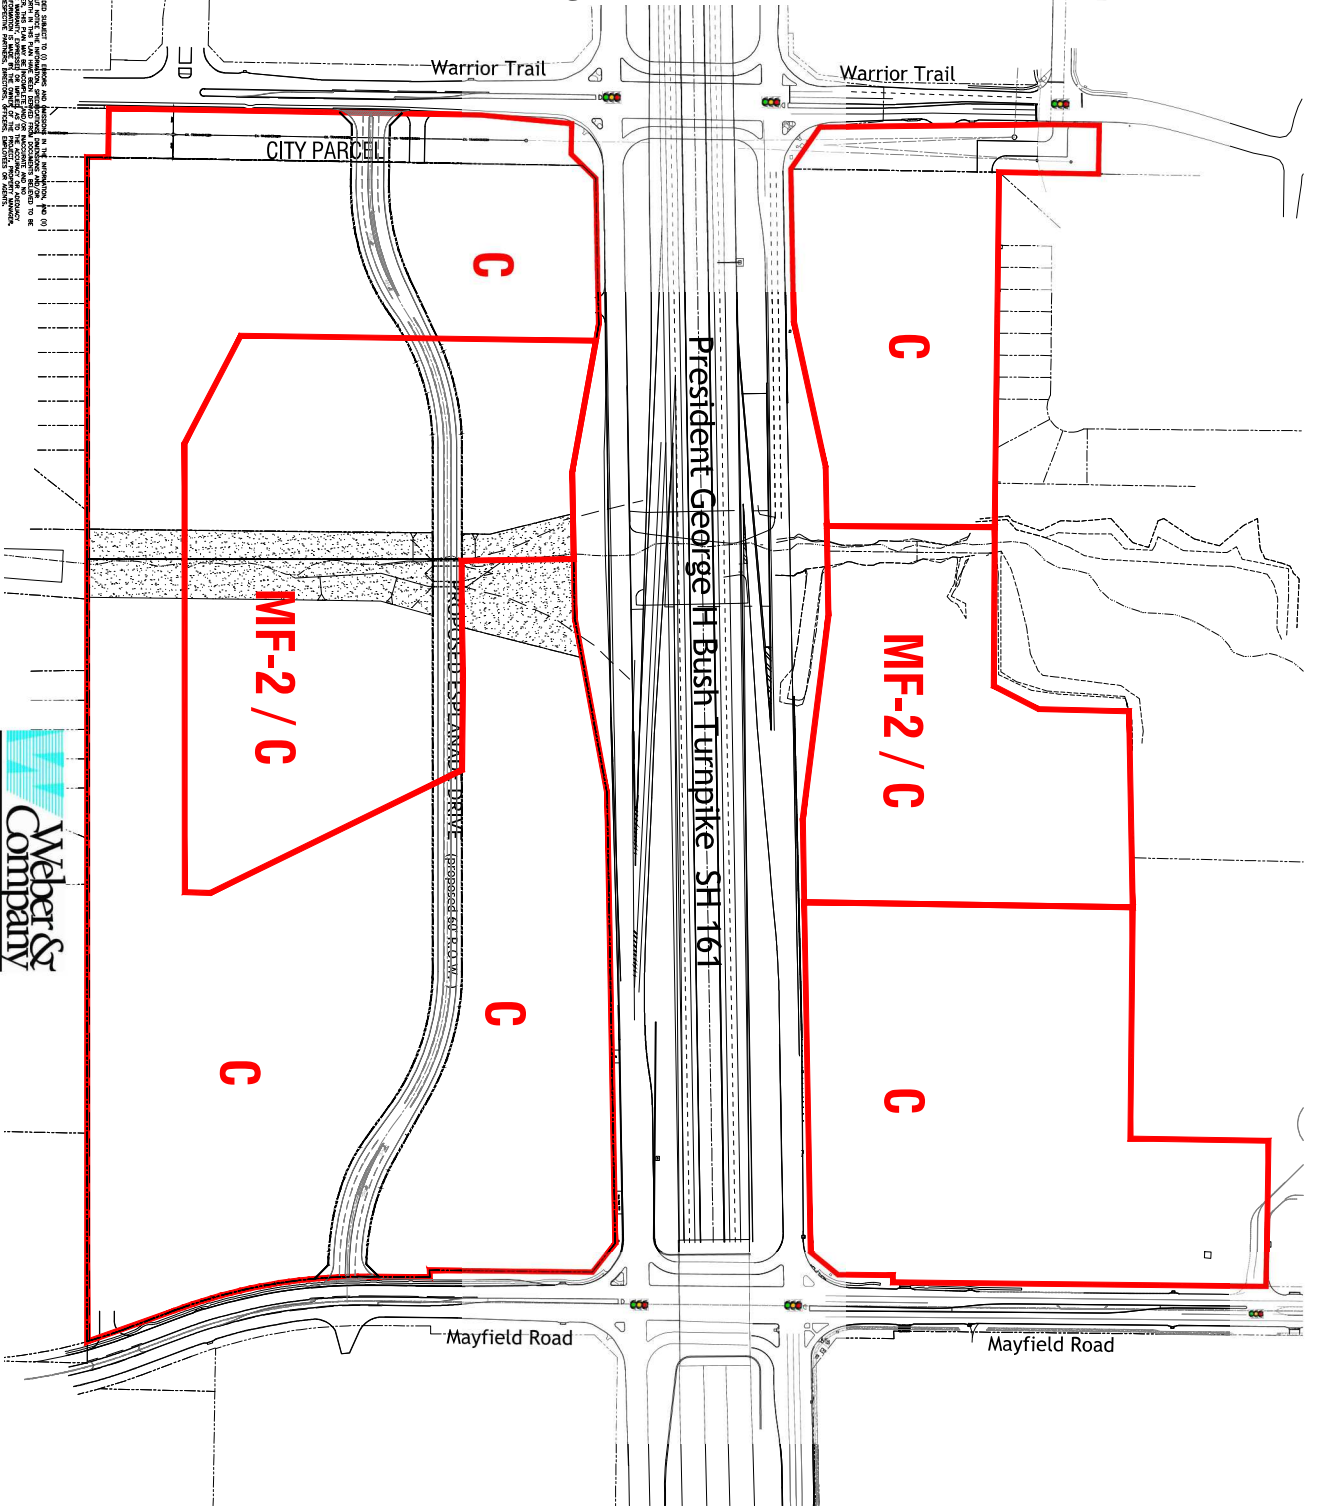 Warrior Trail
Warrior Trail
CITY PARCEL
C
C
President George H Bush Turnpike SH 161
MF-2 / C
MF-2 / C
PROPOSED ESPLANADE DRIVE (proposed 60' R.O.W.)
C
C
C
Weber &
Company
Mayfield Road
Mayfield Road